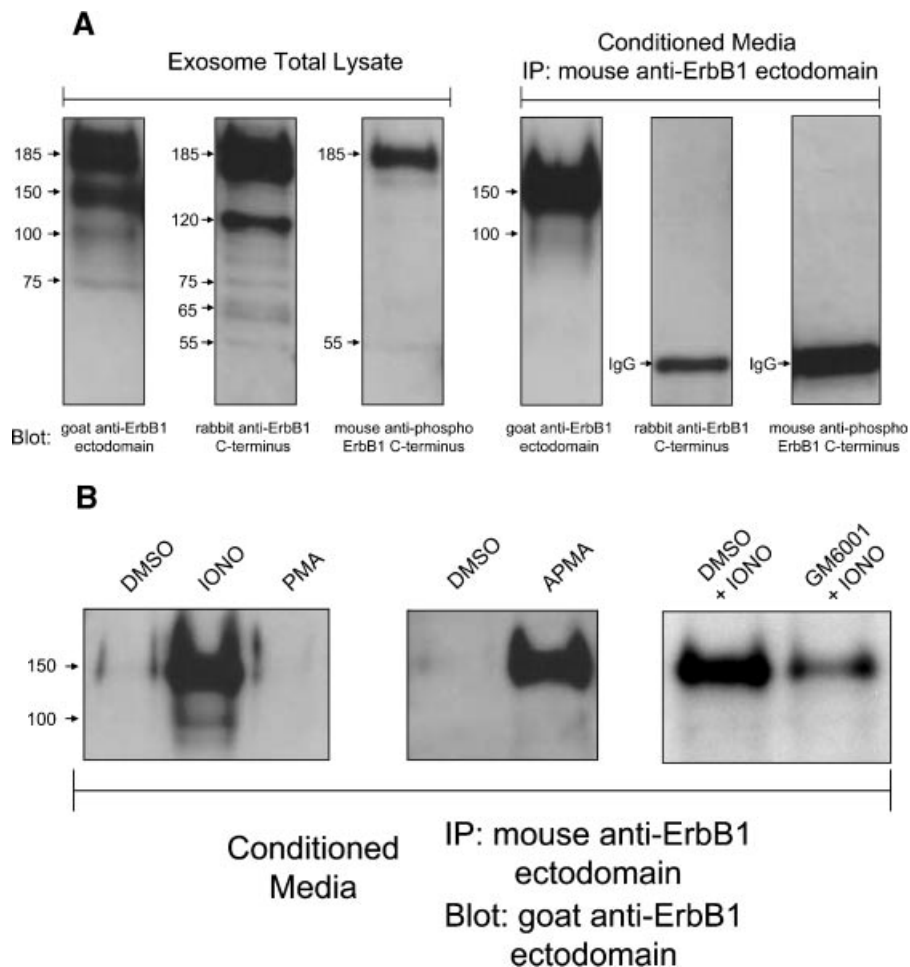 A
Exosome Total Lysate
Conditioned Media
IP: mouse anti-ErbB1 ectodomain
185
150
100
75
185
120
75
65
55
185
55
150
100
IgG
IgG
Blot:
goat anti-ErbB1
ectodomain
rabbit anti-ErbB1
C-terminus
mouse anti-phospho
ErbB1 C-terminus
goat anti-ErbB1
ectodomain
rabbit anti-ErbB1
C-terminus
mouse anti-phospho
ErbB1 C-terminus
B
DMSO
IONO
PMA
DMSO
APMA
DMSO
+ IONO
GM6001
+ IONO
150
100
Conditioned
Media
IP: mouse anti-ErbB1
ectodomain
Blot: goat anti-ErbB1
ectodomain